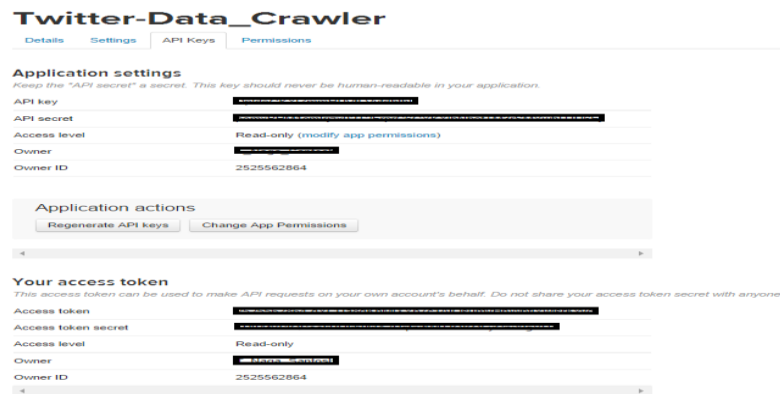 Twitter-Data_Crawler
Details Settings API Keys Permissions
Application settings
Keep the "API secret" a secret. This key should never be human-readable in your application.
API key
API secret
Access level Read-only (modify app permissions)
Owner
Owner ID 2525562864
Application actions
Regenerate API keys Change App Permissions
Your access token
This access token can be used to make API requests on your own account's behalf. Do not share your access token secret with anyone
Access token
Access token secret
Access level Read-only
Owner
Owner ID 2525562864